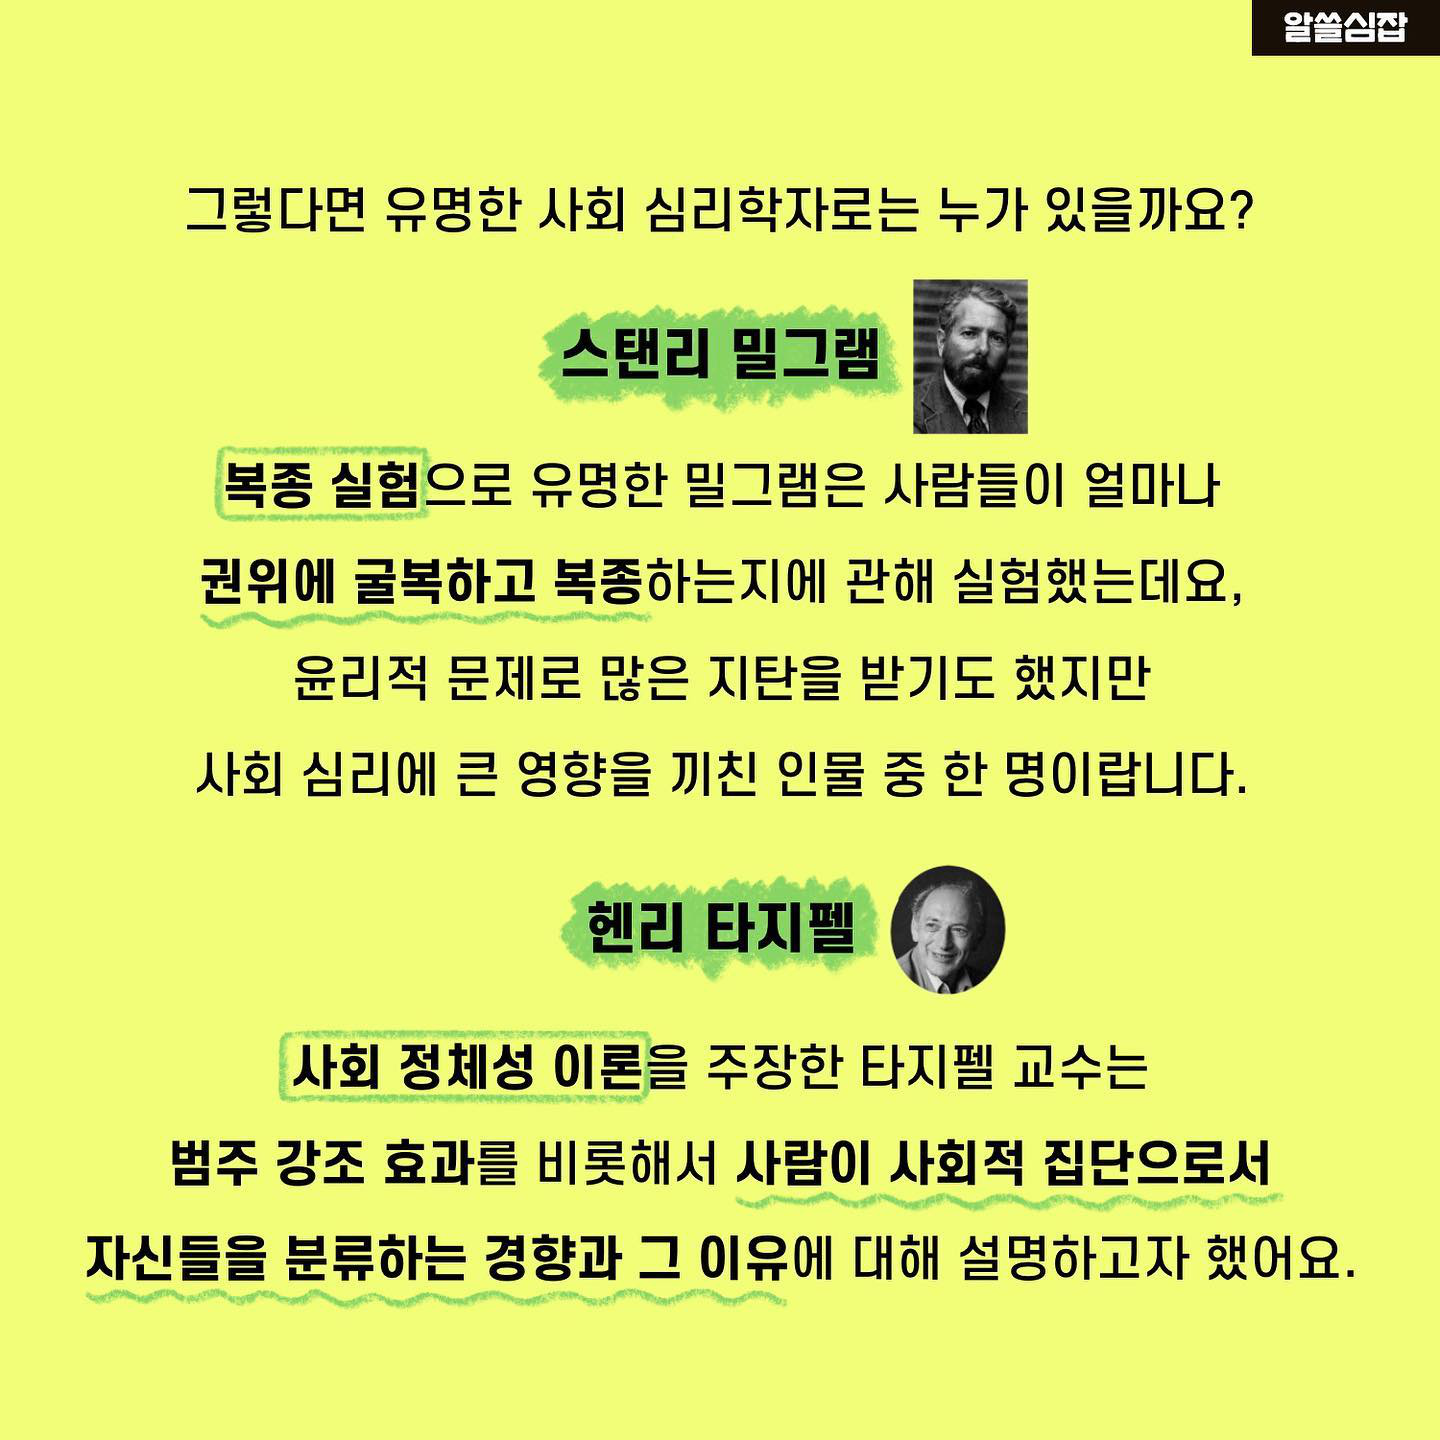 알쓸심잡
그렇다면 유명한 사회 심리학자로는 누가 있을까요?
스탠리 밀그램
복종 실험으로 유명한 밀그램은 사람들이 얼마나
권위에 굴복하고 복종하는지에 관해 실험했는데요,
윤리적 문제로 많은 지탄을 받기도 했지만
사회 심리에 큰 영향을 끼친 인물 중 한 명이랍니다.
헨리 타지펠
사회 정체성 이론을 주장한 타지펠 교수는
범주 강조 효과를 비롯해서 사람이 사회적 집단으로서
자신들을 분류하는 경향과 그 이유에 대해 설명하고자 했어요.